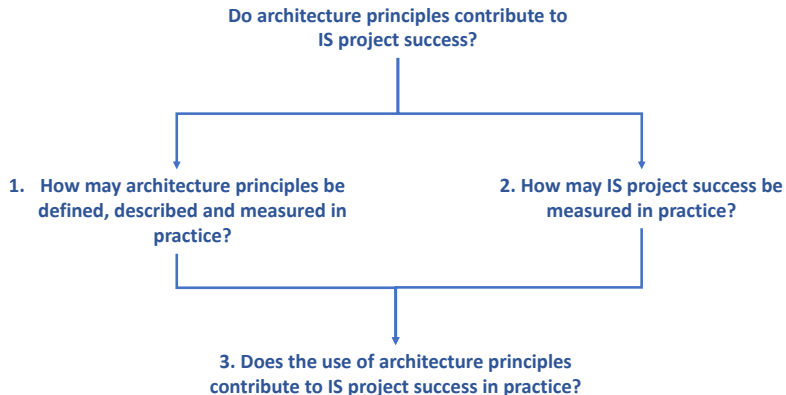 Do architecture principles contribute to
IS project success?
1. How may architecture principles be
defined, described and measured in
practice?
2. How may IS project success be
measured in practice?
3. Does the use of architecture principles
contribute to IS project success in practice?